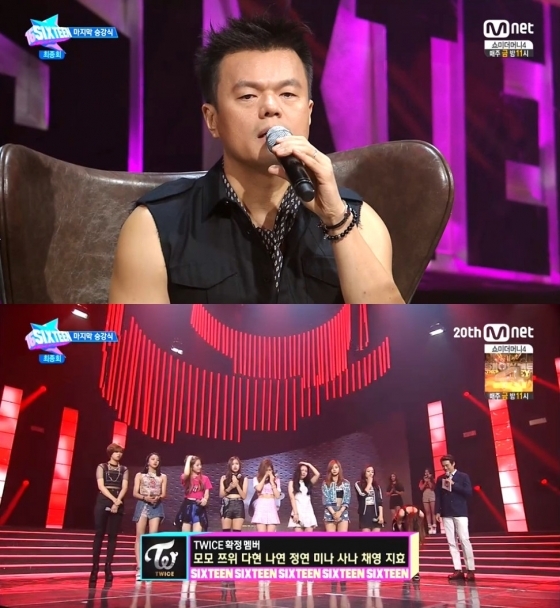 SIXTEEN
마지막 승강식
최종회
Mnet
쇼미더머니4
매주 금 밤 11시
SIXTEEN
마지막 승강식
최종회
20th Mnet
쇼미더머니4
매주 금 밤 11시
TWICE 확정 멤버
모모 쯔위 다현 나연 정연 미나 사나 채영 지효
TWICE
SIXTEEN SIXTEEN SIXTEEN SIXTEEN SIXTEEN